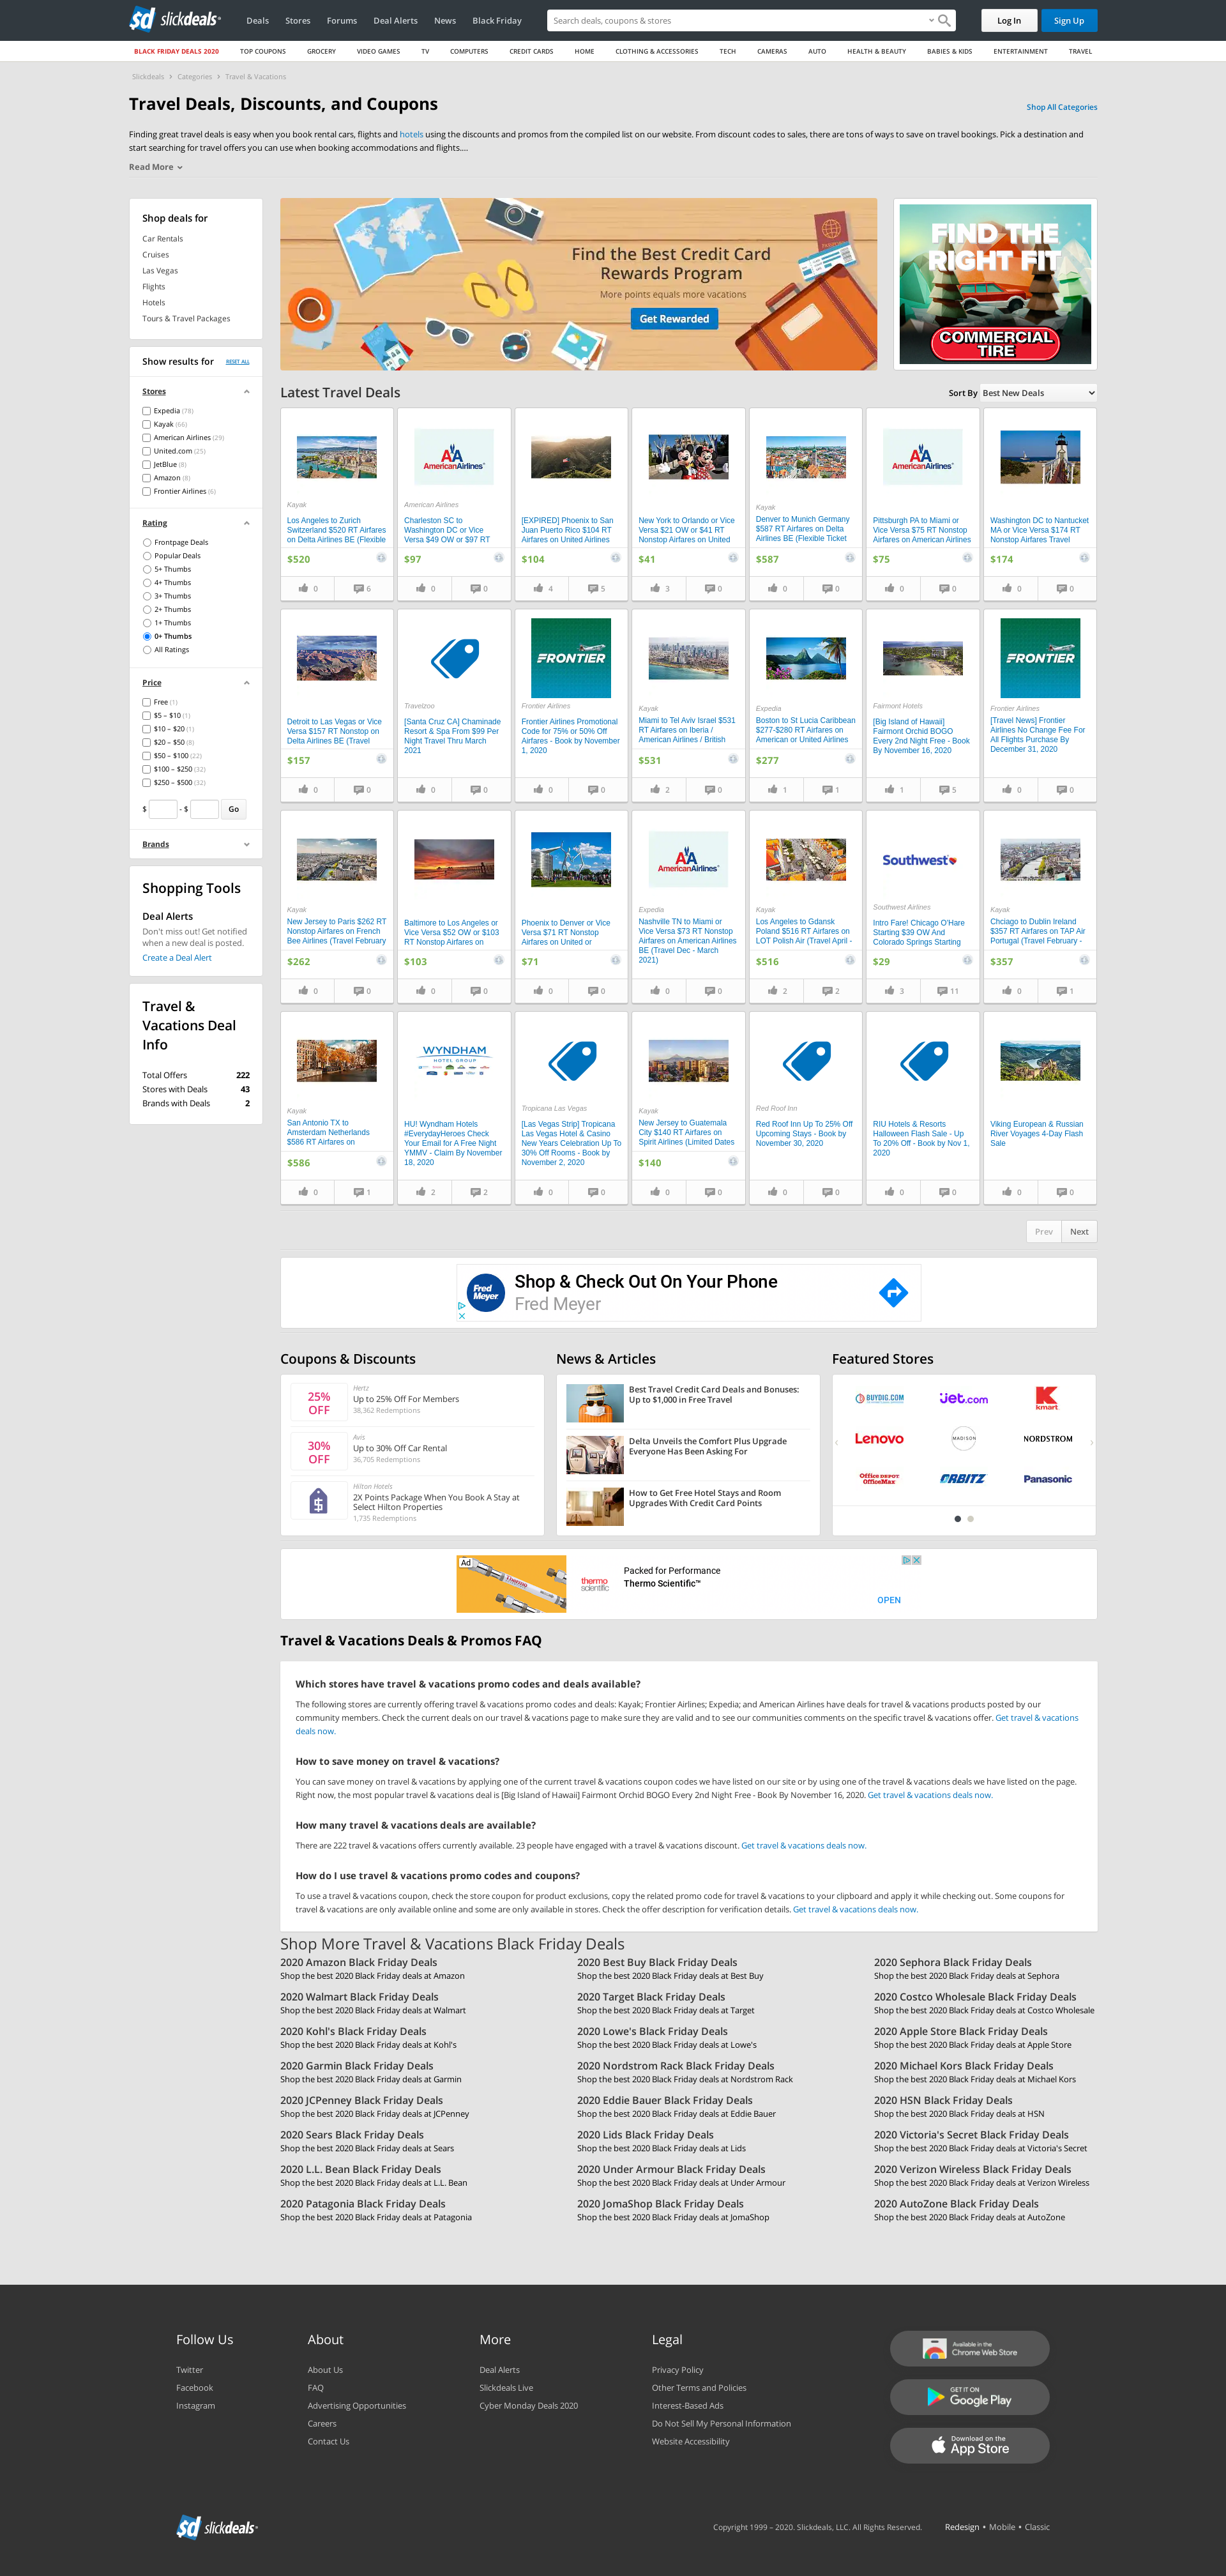 sd slickdeals
Deals Stores Forums Deal Alerts News Black Friday
Search deals, coupons & stores
Log In Sign Up
BLACK FRIDAY DEALS 2020 TOP COUPONS GROCERY VIDEO GAMES TV COMPUTERS CREDIT CARDS HOME CLOTHING & ACCESSORIES TECH CAMERAS AUTO HEALTH & BEAUTY BABIES & KIDS ENTERTAINMENT TRAVEL
Slickdeals › Categories › Travel & Vacations
Travel Deals, Discounts, and Coupons
Shop All Categories
Finding great travel deals is easy when you book rental cars, flights and hotels using the discounts and promos from the compiled list on our website. From discount codes to sales, there are tons of ways to save on travel bookings. Pick a destination and
start searching for travel offers you can use when booking accommodations and flights....
Read More
Shop deals for
Car Rentals
Cruises
Las Vegas
Flights
Hotels
Tours & Travel Packages
Show results for RESET ALL
Stores
Expedia (78)
Kayak (66)
American Airlines (29)
United.com (25)
JetBlue (8)
Amazon (8)
Frontier Airlines (6)
Rating
Frontpage Deals
Popular Deals
5+ Thumbs
4+ Thumbs
3+ Thumbs
2+ Thumbs
1+ Thumbs
0+ Thumbs
All Ratings
Price
Free (1)
$5 – $10 (1)
$10 – $20 (1)
$20 – $50 (8)
$50 – $100 (22)
$100 – $250 (32)
$250 – $500 (32)
$ - $ Go
Brands
Shopping Tools
Deal Alerts
Don't miss out! Get notified
when a new deal is posted.
Create a Deal Alert
Travel &
Vacations Deal
Info
Total Offers 222
Stores with Deals 43
Brands with Deals 2
Find the Best Credit Card
Rewards Program
More points equals more vacations
Get Rewarded
PASSPORT
FIND THE
RIGHT FIT
COMMERCIAL
TIRE
Latest Travel Deals
Sort By Best New Deals
Kayak
Los Angeles to Zurich
Switzerland $520 RT Airfares
on Delta Airlines BE (Flexible
$520
0 6
AmericanAirlines
American Airlines
Charleston SC to
Washington DC or Vice
Versa $49 OW or $97 RT
$97
0 0
[EXPIRED] Phoenix to San
Juan Puerto Rico $104 RT
Airfares on United Airlines
$104
4 5
New York to Orlando or Vice
Versa $21 OW or $41 RT
Nonstop Airfares on United
$41
3 0
Kayak
Denver to Munich Germany
$587 RT Airfares on Delta
Airlines BE (Flexible Ticket
$587
0 0
AmericanAirlines
Pittsburgh PA to Miami or
Vice Versa $75 RT Nonstop
Airfares on American Airlines
$75
0 0
Washington DC to Nantucket
MA or Vice Versa $174 RT
Nonstop Airfares Travel
$174
0 0
Detroit to Las Vegas or Vice
Versa $157 RT Nonstop on
Delta Airlines BE (Travel
$157
0 0
Travelzoo
[Santa Cruz CA] Chaminade
Resort & Spa From $99 Per
Night Travel Thru March
2021
0 0
FRONTIER
Frontier Airlines
Frontier Airlines Promotional
Code for 75% or 50% Off
Airfares - Book by November
1, 2020
0 0
Kayak
Miami to Tel Aviv Israel $531
RT Airfares on Iberia /
American Airlines / British
$531
2 0
Expedia
Boston to St Lucia Caribbean
$277-$280 RT Airfares on
American or United Airlines
$277
1 1
Fairmont Hotels
[Big Island of Hawaii]
Fairmont Orchid BOGO
Every 2nd Night Free - Book
By November 16, 2020
1 5
FRONTIER
Frontier Airlines
[Travel News] Frontier
Airlines No Change Fee For
All Flights Purchase By
December 31, 2020
0 0
Kayak
New Jersey to Paris $262 RT
Nonstop Airfares on French
Bee Airlines (Travel February
$262
0 0
Baltimore to Los Angeles or
Vice Versa $52 OW or $103
RT Nonstop Airfares on
$103
0 0
Phoenix to Denver or Vice
Versa $71 RT Nonstop
Airfares on United or
$71
0 0
AmericanAirlines
Expedia
Nashville TN to Miami or
Vice Versa $73 RT Nonstop
Airfares on American Airlines
BE (Travel Dec - March
2021)
0 0
Kayak
Los Angeles to Gdansk
Poland $516 RT Airfares on
LOT Polish Air (Travel April -
$516
2 2
Southwest
Southwest Airlines
Intro Fare! Chicago O'Hare
Starting $39 OW And
Colorado Springs Starting
$29
3 11
Kayak
Chciago to Dublin Ireland
$357 RT Airfares on TAP Air
Portugal (Travel February -
$357
0 1
Kayak
San Antonio TX to
Amsterdam Netherlands
$586 RT Airfares on
$586
0 1
WYNDHAM
HOTEL GROUP
HU! Wyndham Hotels
#EverydayHeroes Check
Your Email for A Free Night
YMMV - Claim By November
18, 2020
2 2
Tropicana Las Vegas
[Las Vegas Strip] Tropicana
Las Vegas Hotel & Casino
New Years Celebration Up To
30% Off Rooms - Book by
November 2, 2020
0 0
Kayak
New Jersey to Guatemala
City $140 RT Airfares on
Spirit Airlines (Limited Dates
$140
0 0
Red Roof Inn
Red Roof Inn Up To 25% Off
Upcoming Stays - Book by
November 30, 2020
0 0
RIU Hotels & Resorts
Halloween Flash Sale - Up
To 20% Off - Book by Nov 1,
2020
0 0
Viking European & Russian
River Voyages 4-Day Flash
Sale
0 0
Prev Next
Fred Meyer
Shop & Check Out On Your Phone
Fred Meyer
Coupons & Discounts
25%
OFF
Hertz
Up to 25% Off For Members
38,362 Redemptions
30%
OFF
Avis
Up to 30% Off Car Rental
36,705 Redemptions
Hilton Hotels
2X Points Package When You Book A Stay at
Select Hilton Properties
1,735 Redemptions
News & Articles
Best Travel Credit Card Deals and Bonuses:
Up to $1,000 in Free Travel
Delta Unveils the Comfort Plus Upgrade
Everyone Has Been Asking For
How to Get Free Hotel Stays and Room
Upgrades With Credit Card Points
Featured Stores
BUYDIG.COM Jet.com kmart
Lenovo MADISON NORDSTROM
Office DEPOT
OfficeMax ORBITZ Panasonic
Ad
thermo
scientific
Packed for Performance
Thermo Scientific™
OPEN
Travel & Vacations Deals & Promos FAQ
Which stores have travel & vacations promo codes and deals available?
The following stores are currently offering travel & vacations promo codes and deals: Kayak; Frontier Airlines; Expedia; and American Airlines have deals for travel & vacations products posted by our
community members. Check the current deals on our travel & vacations page to make sure they are valid and to see our communities comments on the specific travel & vacations offer. Get travel & vacations
deals now.
How to save money on travel & vacations?
You can save money on travel & vacations by applying one of the current travel & vacations coupon codes we have listed on our site or by using one of the travel & vacations deals we have listed on the page.
Right now, the most popular travel & vacations deal is [Big Island of Hawaii] Fairmont Orchid BOGO Every 2nd Night Free - Book By November 16, 2020. Get travel & vacations deals now.
How many travel & vacations deals are available?
There are 222 travel & vacations offers currently available. 23 people have engaged with a travel & vacations discount. Get travel & vacations deals now.
How do I use travel & vacations promo codes and coupons?
To use a travel & vacations coupon, check the store coupon for product exclusions, copy the related promo code for travel & vacations to your clipboard and apply it while checking out. Some coupons for
travel & vacations are only available online and some are only available in stores. Check the offer description for verification details. Get travel & vacations deals now.
Shop More Travel & Vacations Black Friday Deals
2020 Amazon Black Friday Deals
Shop the best 2020 Black Friday deals at Amazon
2020 Best Buy Black Friday Deals
Shop the best 2020 Black Friday deals at Best Buy
2020 Sephora Black Friday Deals
Shop the best 2020 Black Friday deals at Sephora
2020 Walmart Black Friday Deals
Shop the best 2020 Black Friday deals at Walmart
2020 Target Black Friday Deals
Shop the best 2020 Black Friday deals at Target
2020 Costco Wholesale Black Friday Deals
Shop the best 2020 Black Friday deals at Costco Wholesale
2020 Kohl's Black Friday Deals
Shop the best 2020 Black Friday deals at Kohl's
2020 Lowe's Black Friday Deals
Shop the best 2020 Black Friday deals at Lowe's
2020 Apple Store Black Friday Deals
Shop the best 2020 Black Friday deals at Apple Store
2020 Garmin Black Friday Deals
Shop the best 2020 Black Friday deals at Garmin
2020 Nordstrom Rack Black Friday Deals
Shop the best 2020 Black Friday deals at Nordstrom Rack
2020 Michael Kors Black Friday Deals
Shop the best 2020 Black Friday deals at Michael Kors
2020 JCPenney Black Friday Deals
Shop the best 2020 Black Friday deals at JCPenney
2020 Eddie Bauer Black Friday Deals
Shop the best 2020 Black Friday deals at Eddie Bauer
2020 HSN Black Friday Deals
Shop the best 2020 Black Friday deals at HSN
2020 Sears Black Friday Deals
Shop the best 2020 Black Friday deals at Sears
2020 Lids Black Friday Deals
Shop the best 2020 Black Friday deals at Lids
2020 Victoria's Secret Black Friday Deals
Shop the best 2020 Black Friday deals at Victoria's Secret
2020 L.L. Bean Black Friday Deals
Shop the best 2020 Black Friday deals at L.L. Bean
2020 Under Armour Black Friday Deals
Shop the best 2020 Black Friday deals at Under Armour
2020 Verizon Wireless Black Friday Deals
Shop the best 2020 Black Friday deals at Verizon Wireless
2020 Patagonia Black Friday Deals
Shop the best 2020 Black Friday deals at Patagonia
2020 JomaShop Black Friday Deals
Shop the best 2020 Black Friday deals at JomaShop
2020 AutoZone Black Friday Deals
Shop the best 2020 Black Friday deals at AutoZone
Follow Us
Twitter
Facebook
Instagram
About
About Us
FAQ
Advertising Opportunities
Careers
Contact Us
More
Deal Alerts
Slickdeals Live
Cyber Monday Deals 2020
Legal
Privacy Policy
Other Terms and Policies
Interest-Based Ads
Do Not Sell My Personal Information
Website Accessibility
Available in the
Chrome Web Store
GET IT ON
Google Play
Download on the
App Store
sd slickdeals
Copyright 1999 – 2020. Slickdeals, LLC. All Rights Reserved. Redesign • Mobile • Classic